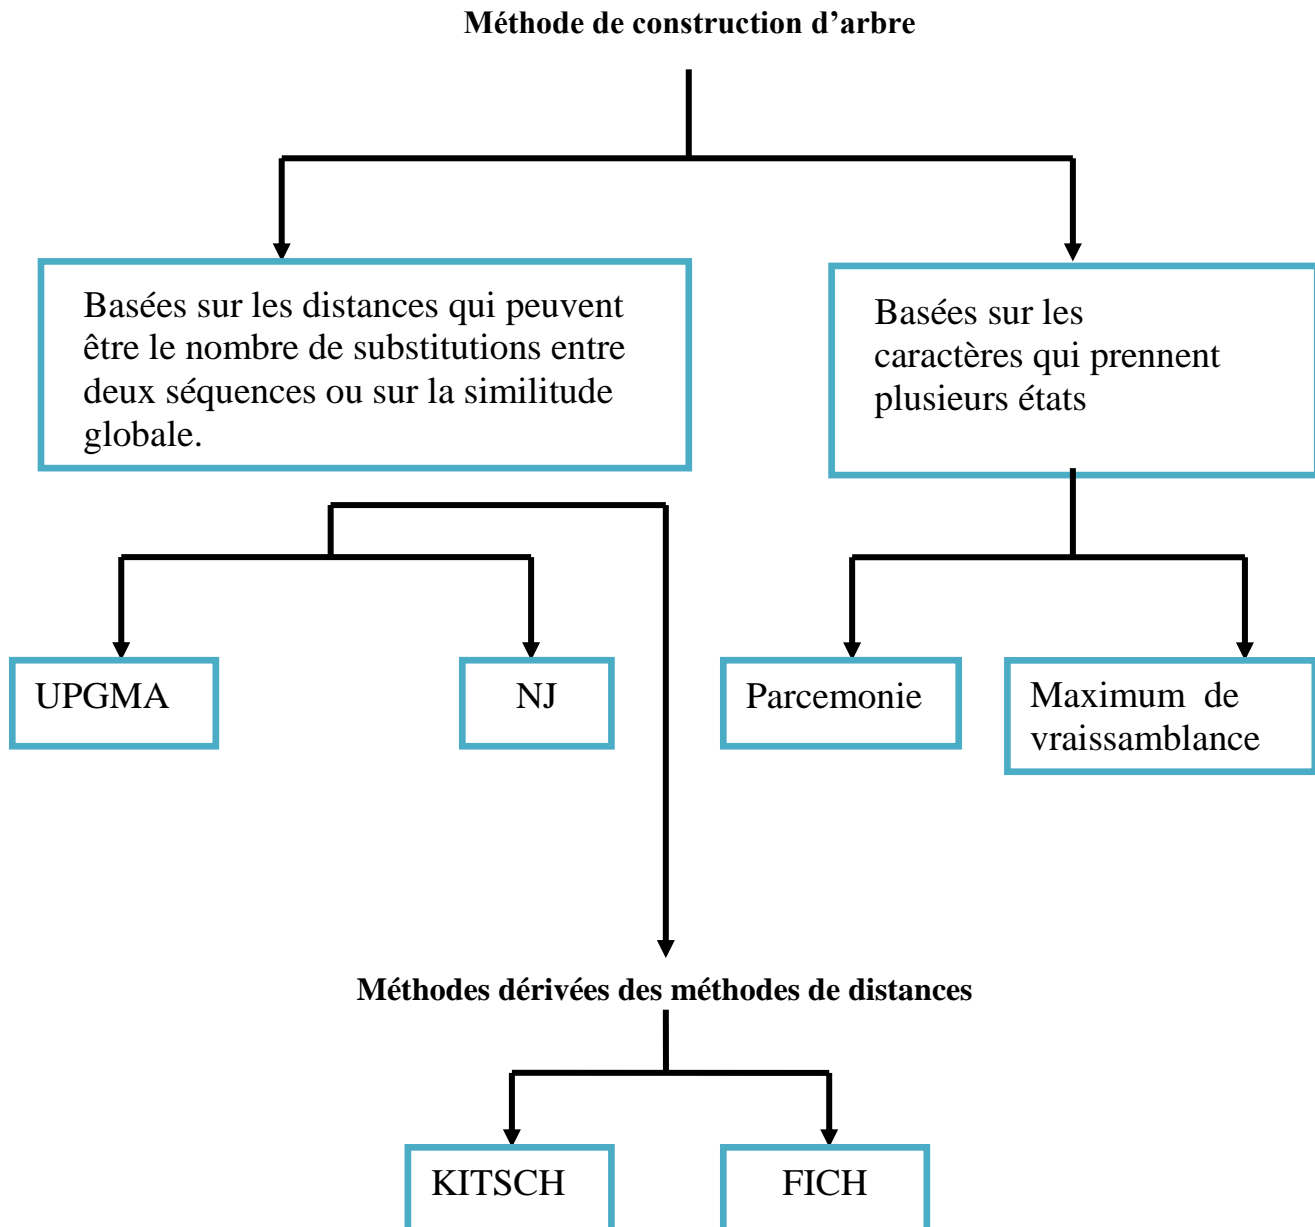 Méthode de construction d’arbre
Basées sur les distances qui peuvent
être le nombre de substitutions entre
deux séquences ou sur la similitude
globale.
Basées sur les
caractères qui prennent
plusieurs états
UPGMA
NJ
Parcemonie
Maximum de
vraissamblance
Méthodes dérivées des méthodes de distances
KITSCH
FICH